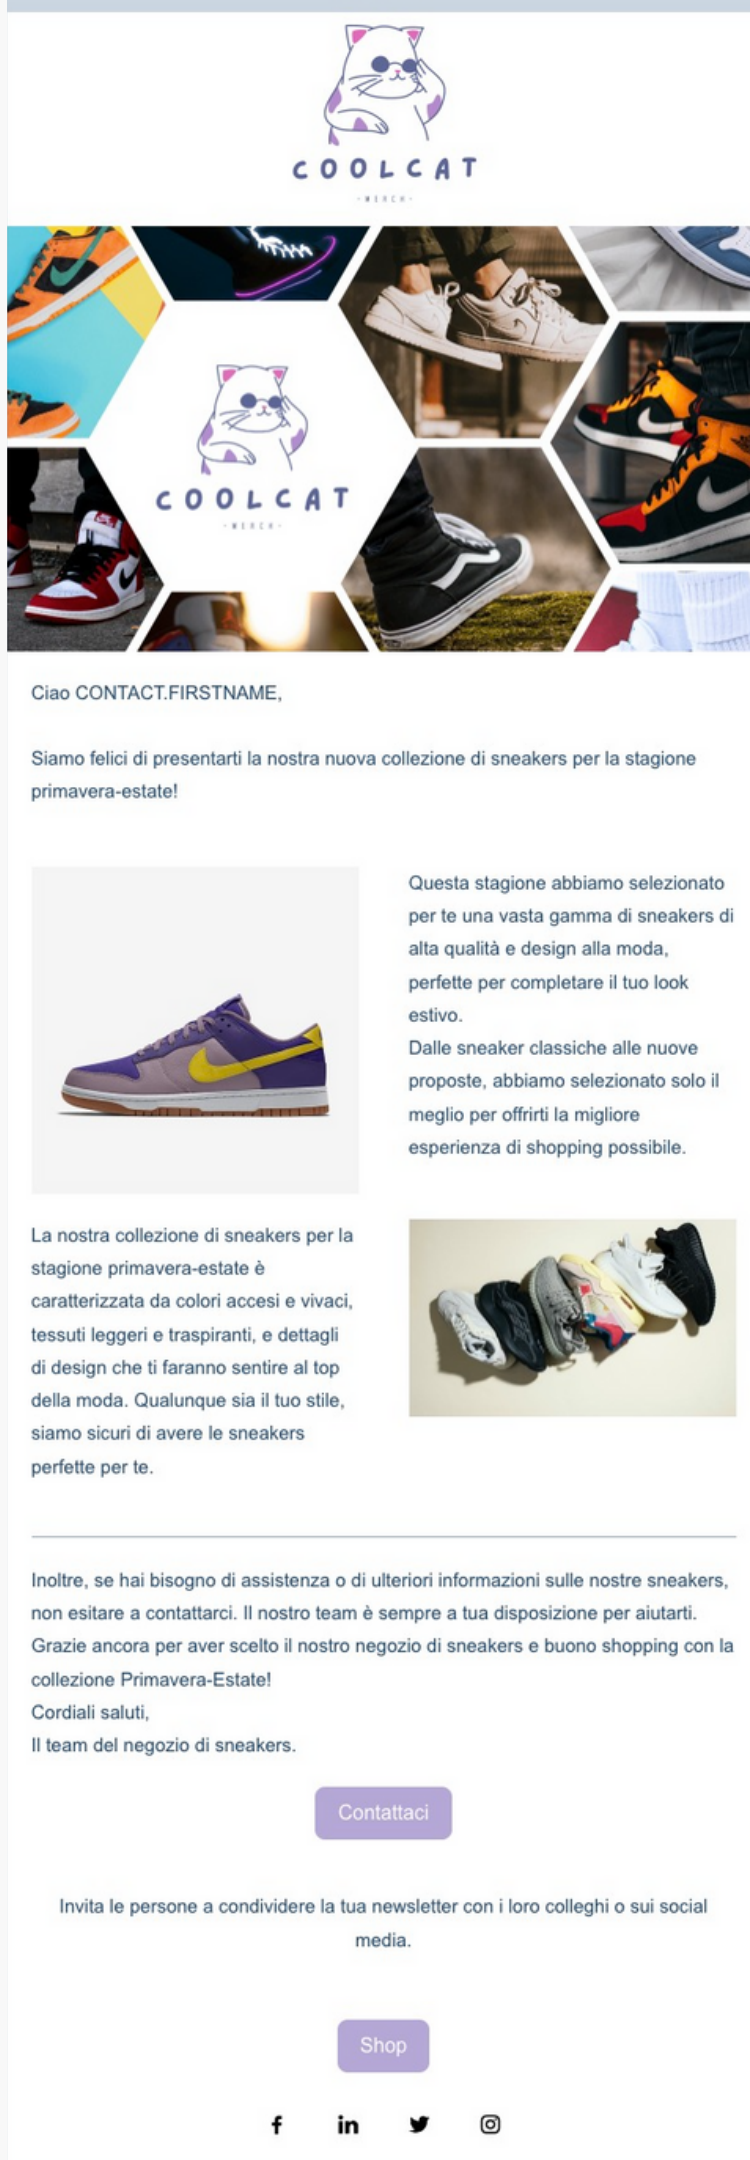 COOLCAT
-MERCH-
COOLCAT
-MERCH-
Ciao CONTACT.FIRSTNAME,
Siamo felici di presentarti la nostra nuova collezione di sneakers per la stagione
primavera-estate!
Questa stagione abbiamo selezionato
per te una vasta gamma di sneakers di
alta qualità e design alla moda,
perfette per completare il tuo look
estivo.
Dalle sneaker classiche alle nuove
proposte, abbiamo selezionato solo il
meglio per offrirti la migliore
esperienza di shopping possibile.
La nostra collezione di sneakers per la
stagione primavera-estate è
caratterizzata da colori accesi e vivaci,
tessuti leggeri e traspiranti, e dettagli
di design che ti faranno sentire al top
della moda. Qualunque sia il tuo stile,
siamo sicuri di avere le sneakers
perfette per te.
Inoltre, se hai bisogno di assistenza o di ulteriori informazioni sulle nostre sneakers,
non esitare a contattarci. Il nostro team è sempre a tua disposizione per aiutarti.
Grazie ancora per aver scelto il nostro negozio di sneakers e buono shopping con la
collezione Primavera-Estate!
Cordiali saluti,
Il team del negozio di sneakers.
Contattaci
Invita le persone a condividere la tua newsletter con i loro colleghi o sui social
media.
Shop